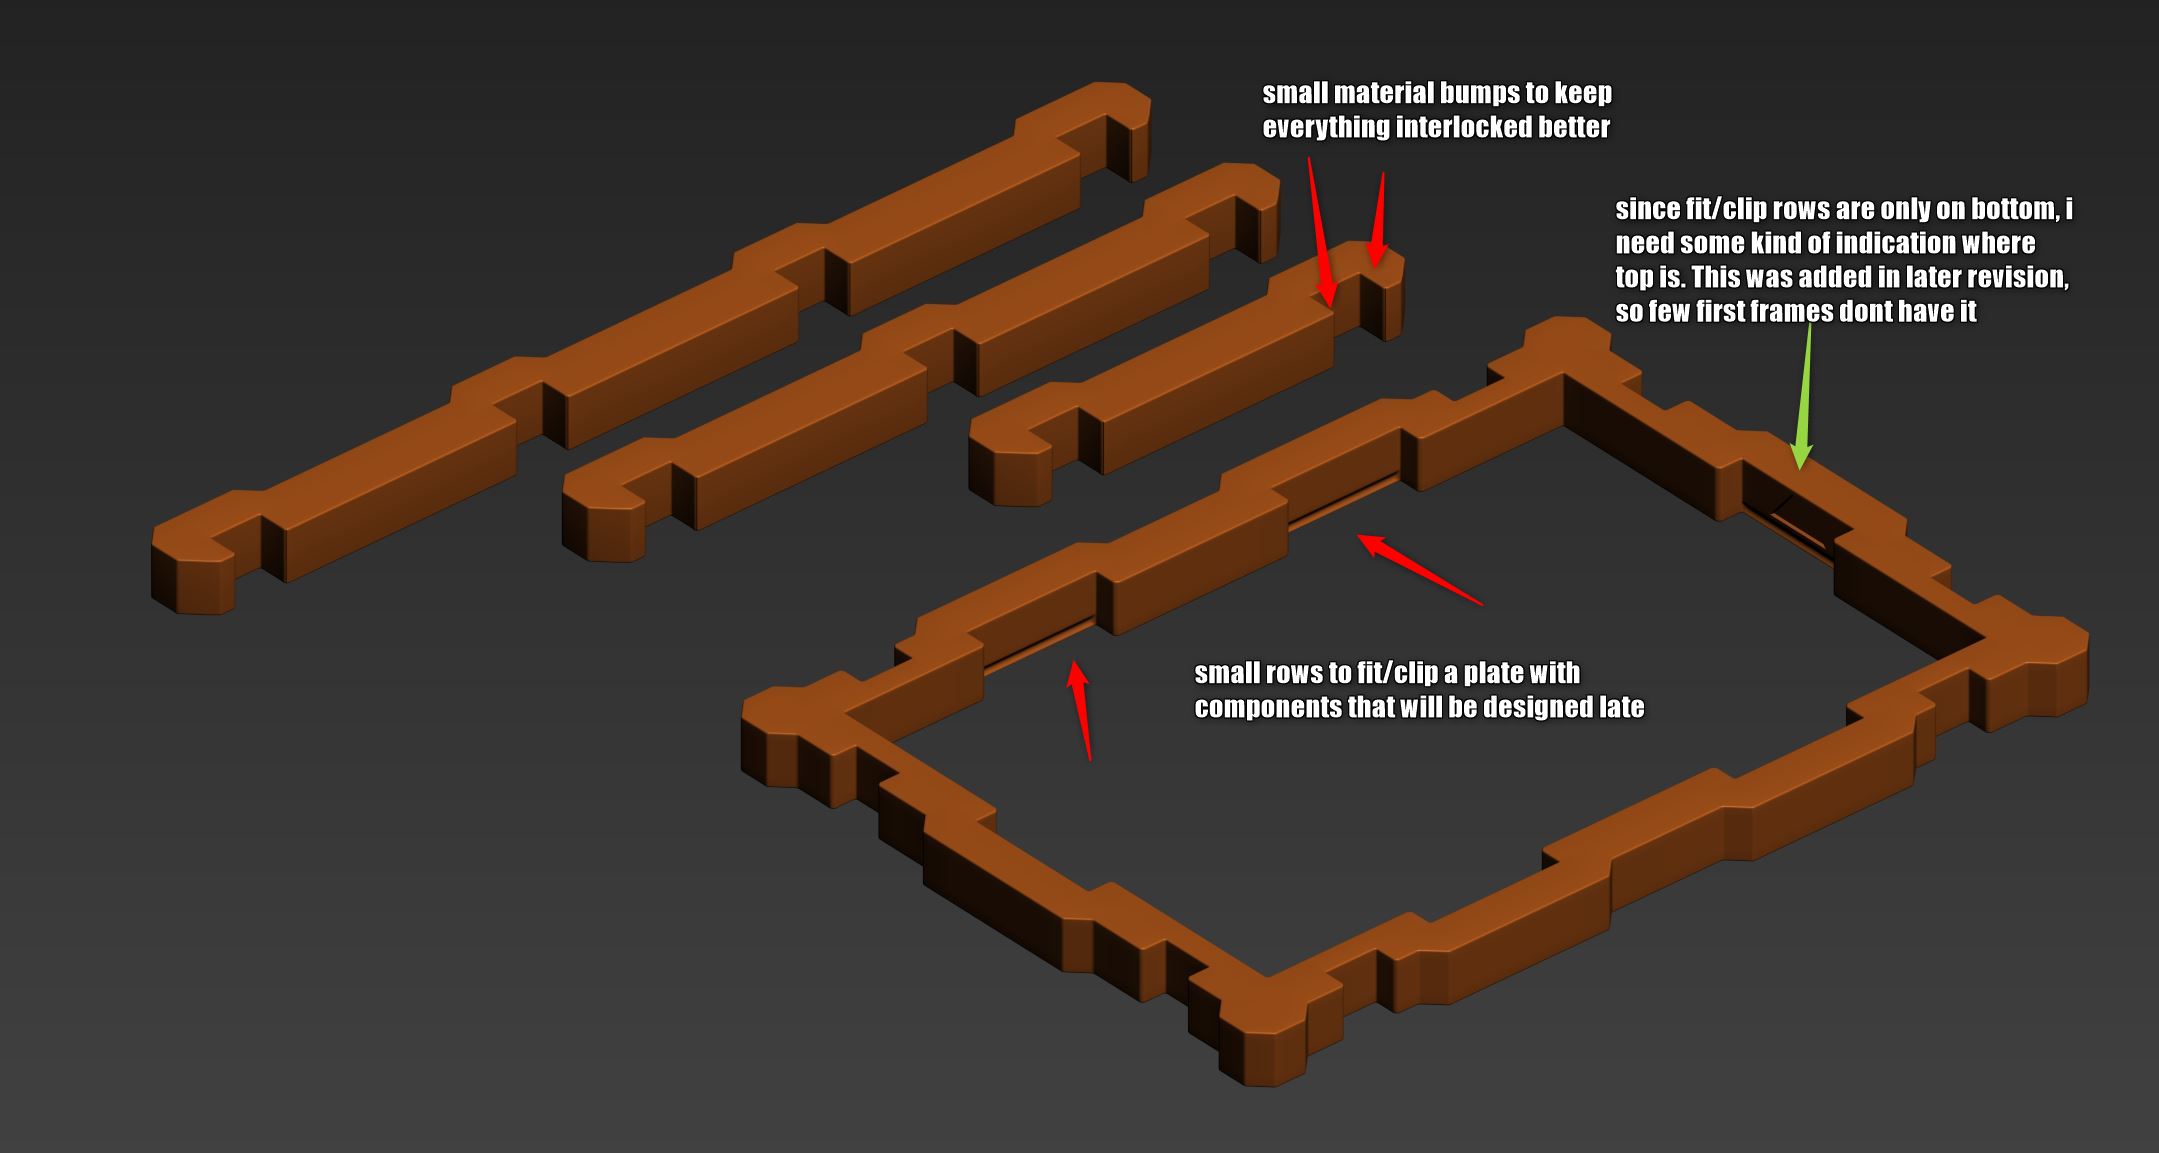 small material bumps to keep
everything interlocked better
since fit/clip rows are only on bottom, i
need some kind of indication where
top is. This was added in later revision,
so few first frames dont have it
small rows to fit/clip a plate with
components that will be designed late